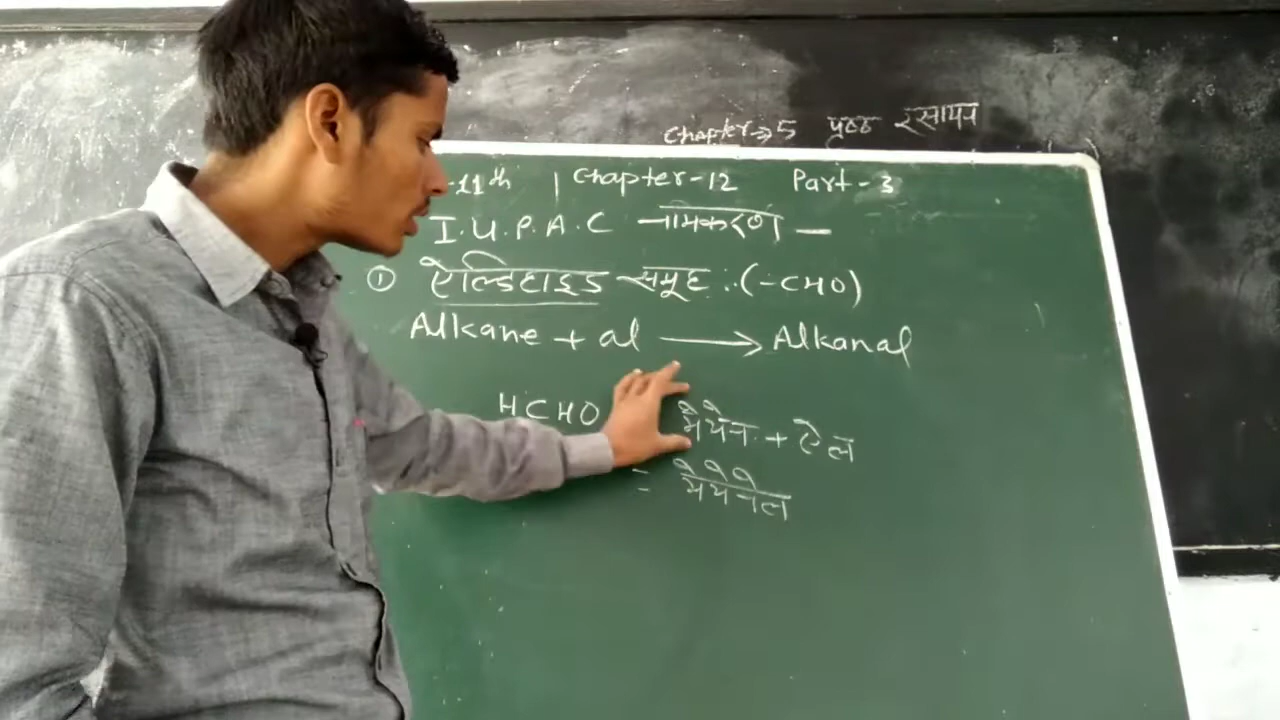 Chapter → 5 पृष्ठ रसायन
-11th | Chapter-12 Part-3
I.U.P.A.C नामकरण —
① ऐल्डिहाइड समूह :- (-CHO)
Alkane + al ⟶ Alkanal
HCHO मेथेन + ऐल
= मेथेनेल